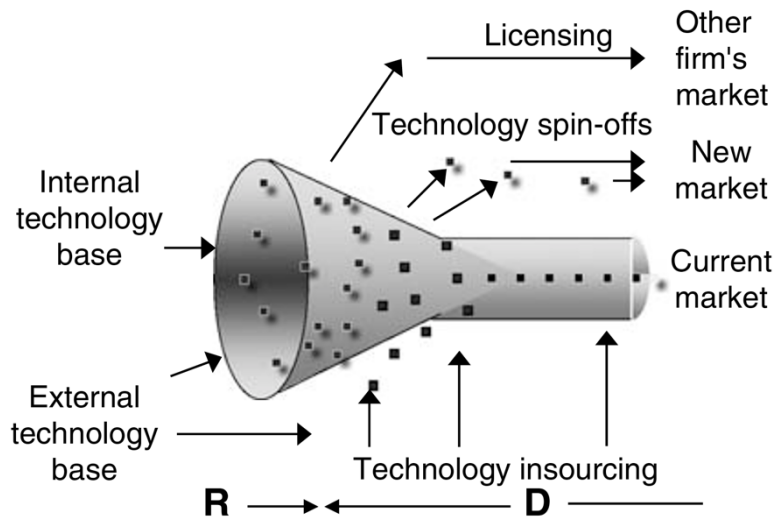 Licensing
Other
firm's
market
Technology spin-offs
New
market
Internal
technology
base
Current
market
External
technology
base
Technology insourcing
R
D